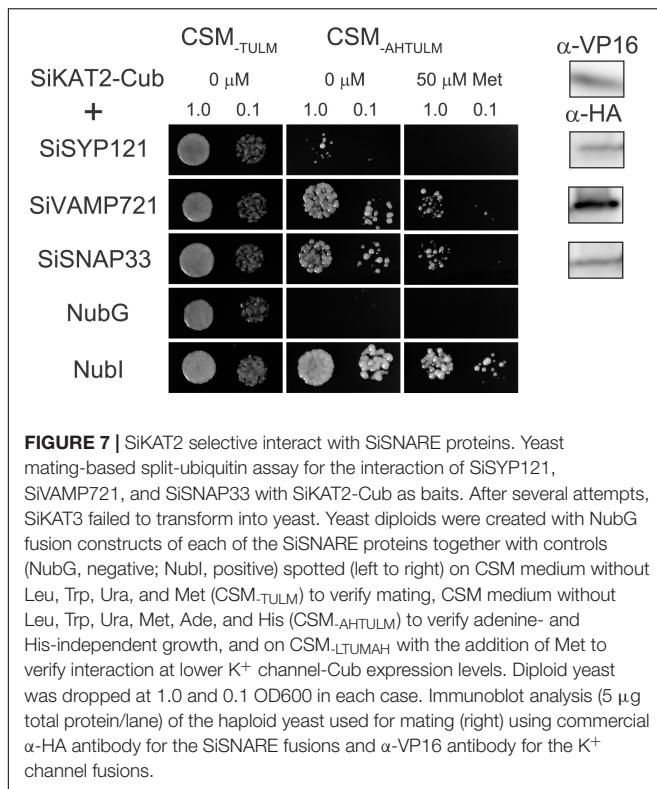 CSM-TULM CSM-AHTULM α-VP16
SiKAT2-Cub 0 µM 0 µM 50 µM Met
+ 1.0 0.1 1.0 0.1 1.0 0.1 α-HA
SiSYP121
SiVAMP721
SiSNAP33
NubG
NubI
FIGURE 7 | SiKAT2 selective interact with SiSNARE proteins. Yeast
mating-based split-ubiquitin assay for the interaction of SiSYP121,
SiVAMP721, and SiSNAP33 with SiKAT2-Cub as baits. After several attempts,
SiKAT3 failed to transform into yeast. Yeast diploids were created with NubG
fusion constructs of each of the SiSNARE proteins together with controls
(NubG, negative; NubI, positive) spotted (left to right) on CSM medium without
Leu, Trp, Ura, and Met (CSM-TULM) to verify mating, CSM medium without
Leu, Trp, Ura, Met, Ade, and His (CSM-AHTULM) to verify adenine- and
His-independent growth, and on CSM-LTUMAH with the addition of Met to
verify interaction at lower K+ channel-Cub expression levels. Diploid yeast
was dropped at 1.0 and 0.1 OD600 in each case. Immunoblot analysis (5 µg
total protein/lane) of the haploid yeast used for mating (right) using commercial
α-HA antibody for the SiSNARE fusions and α-VP16 antibody for the K+
channel fusions.